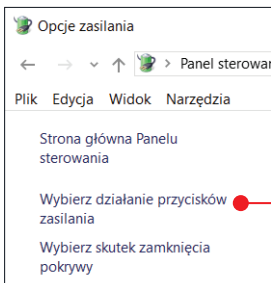 Opcje zasilania
Panel sterowan
Plik Edycja Widok Narzędzia
Strona główna Panelu
sterowania
Wybierz działanie przycisków
zasilania
Wybierz skutek zamknięcia
pokrywy